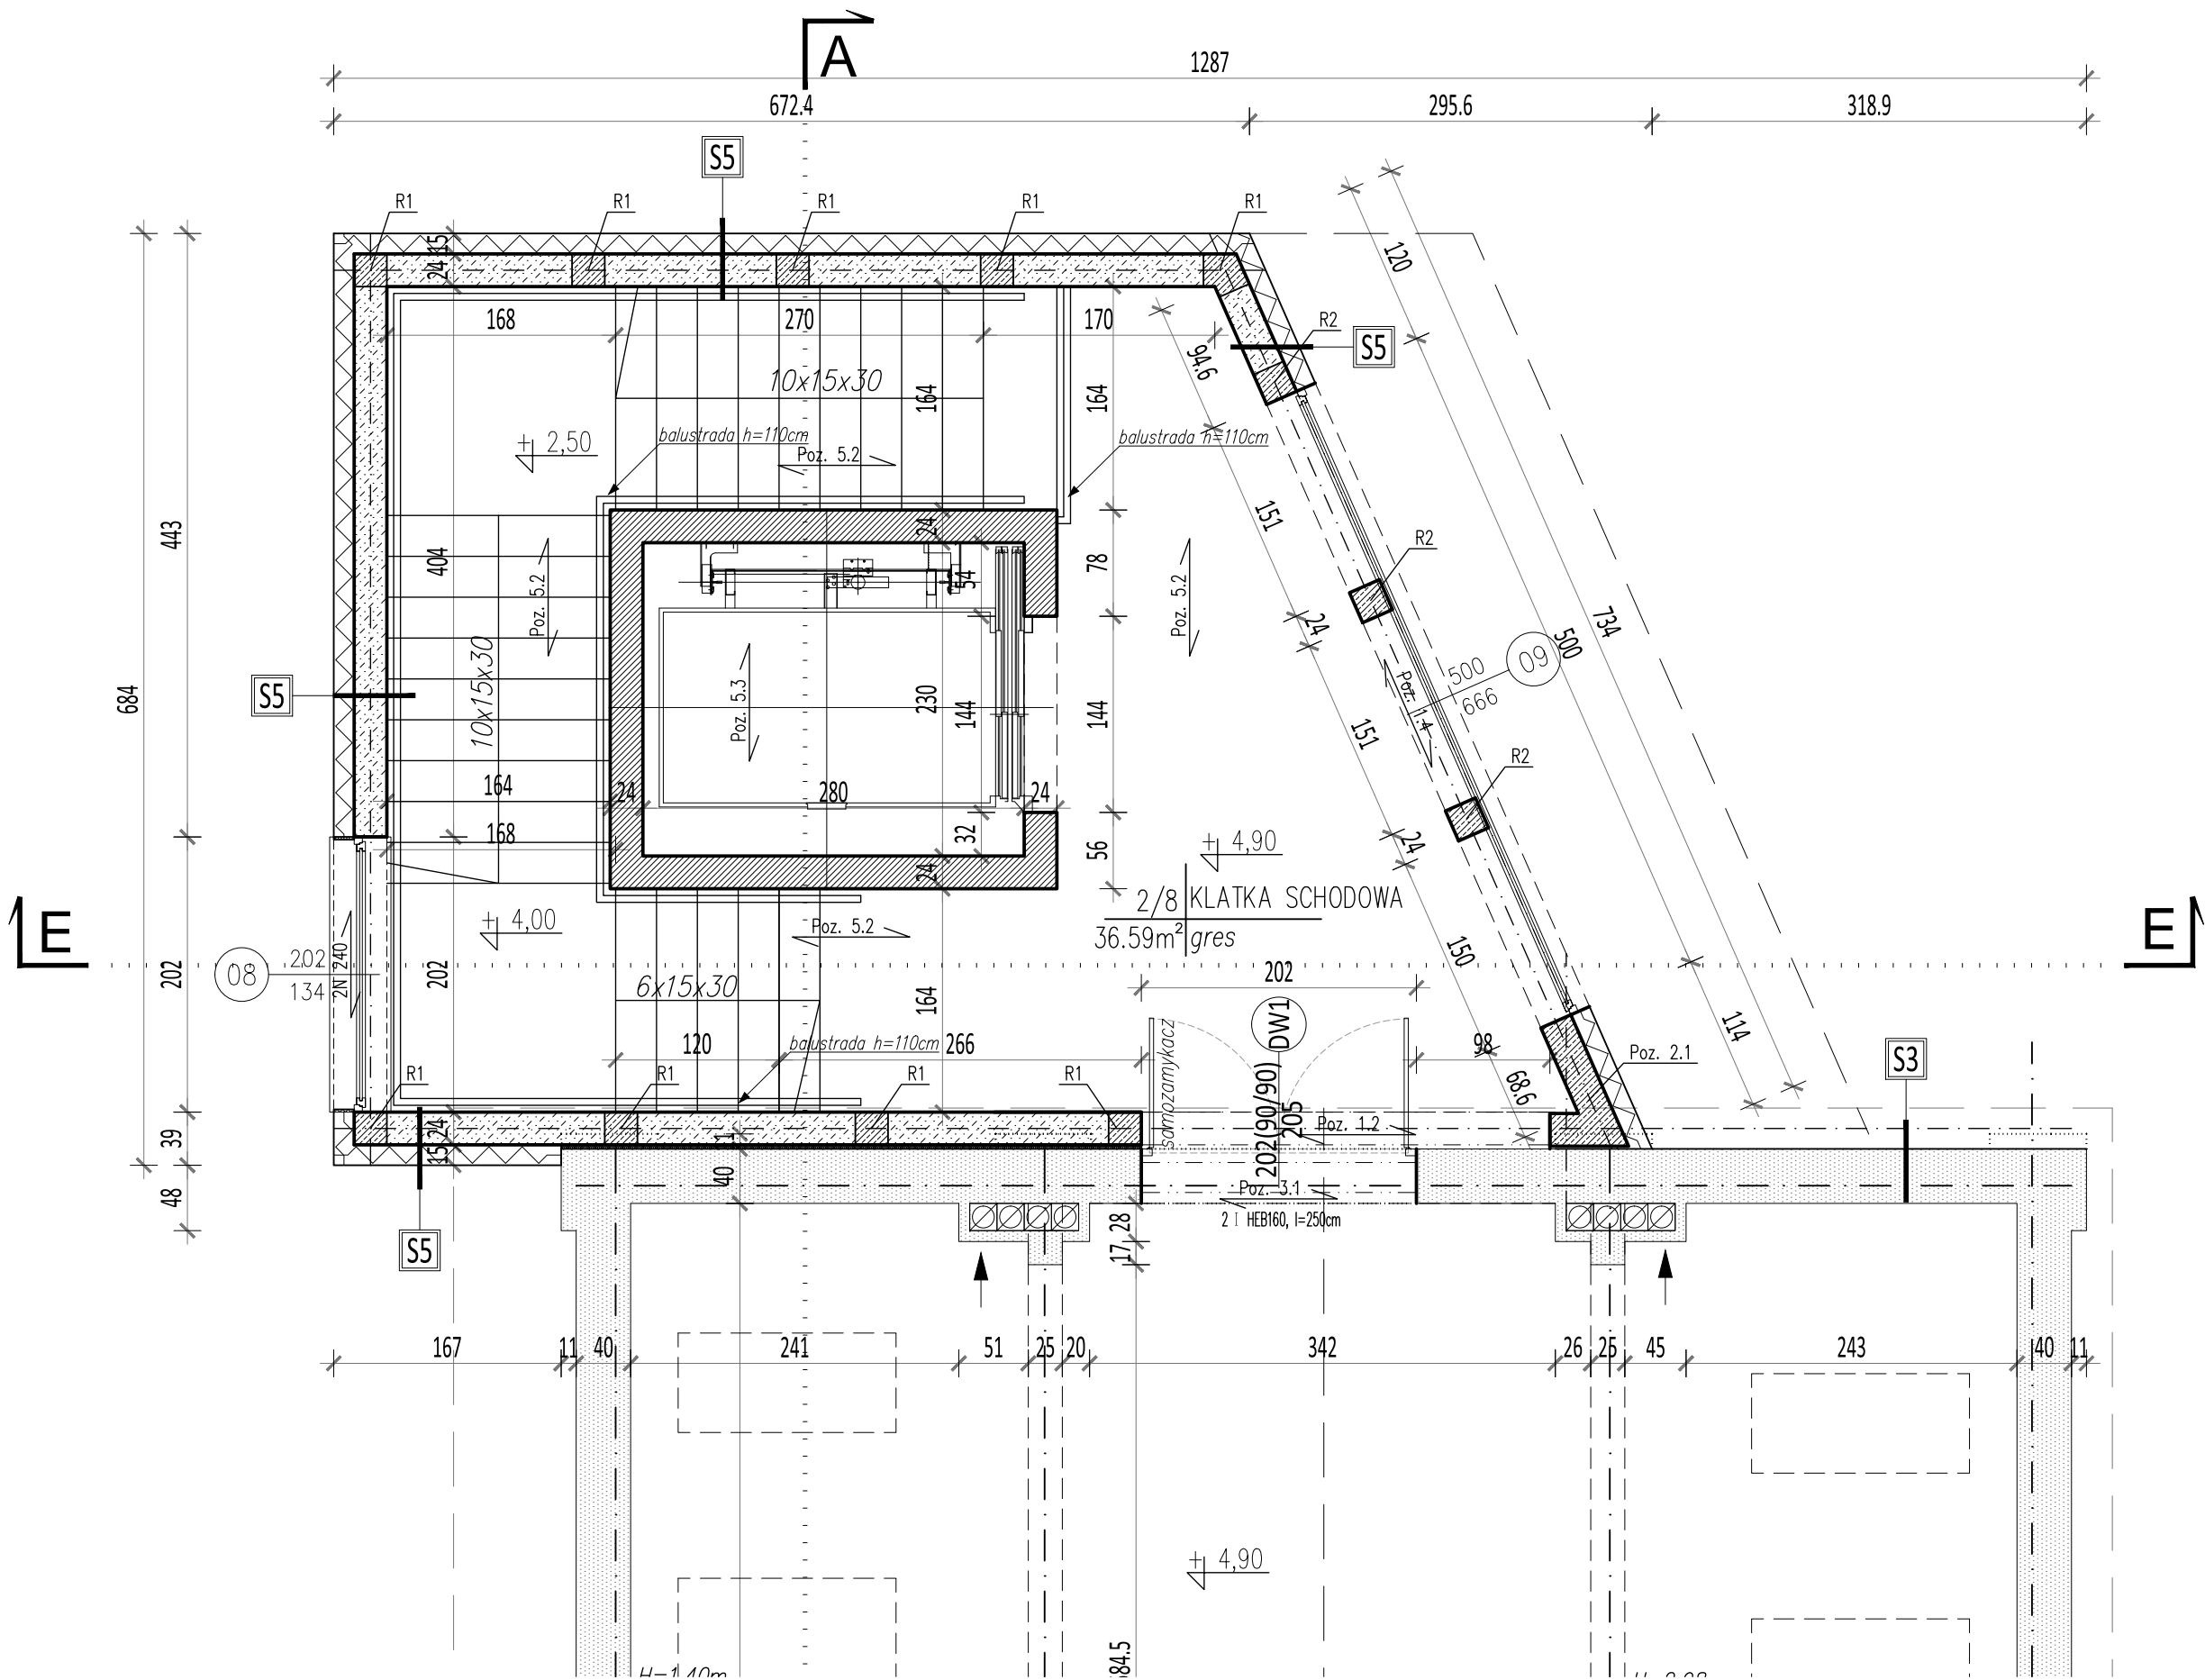 A
1287
672.4 295.6 318.9
S5
R1 R1 R1 R1 R1
15
24
120
168 270 170
R2
S5
94.6
10x15x30
164 164
+ 2,50
balustrada h=110cm
balustrada h=110cm
Poz. 5.2
443
404
684
151
24
78
54
R2
Poz. 5.2
Poz. 5.2
24
734
500
09
500
666
Poz. 1.4
10x15x30
S5
Poz. 5.3
230
144
144
151
R2
164
24
280
24
168
32
56
24
24
+ 4,90
2/8 KLATKA SCHODOWA
36.59m² gres
E
E
+ 4,00
Poz. 5.2
08
202
134
2N 240
202
202
6x15x30
164
150
202
DW1
202(90/90)
205
samozamykacz
114
120
balustrada h=110cm
266
98
Poz. 2.1
S3
R1 R1 R1 R1
68.6
39
24
15
1
Poz. 1.2
48
40
Poz. 3.1
2 I HEB160, l=250cm
28
17
S5
167 11 40 241 51 25 20 342 26 25 45 243 40 11
+ 4,90
684.5
H=1,40m